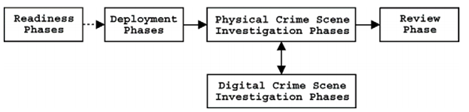 Readiness
Phases
Deployment
Phases
Physical Crime Scene
Investigation Phases
Review
Phase
Digital Crime Scene
Investigation Phases